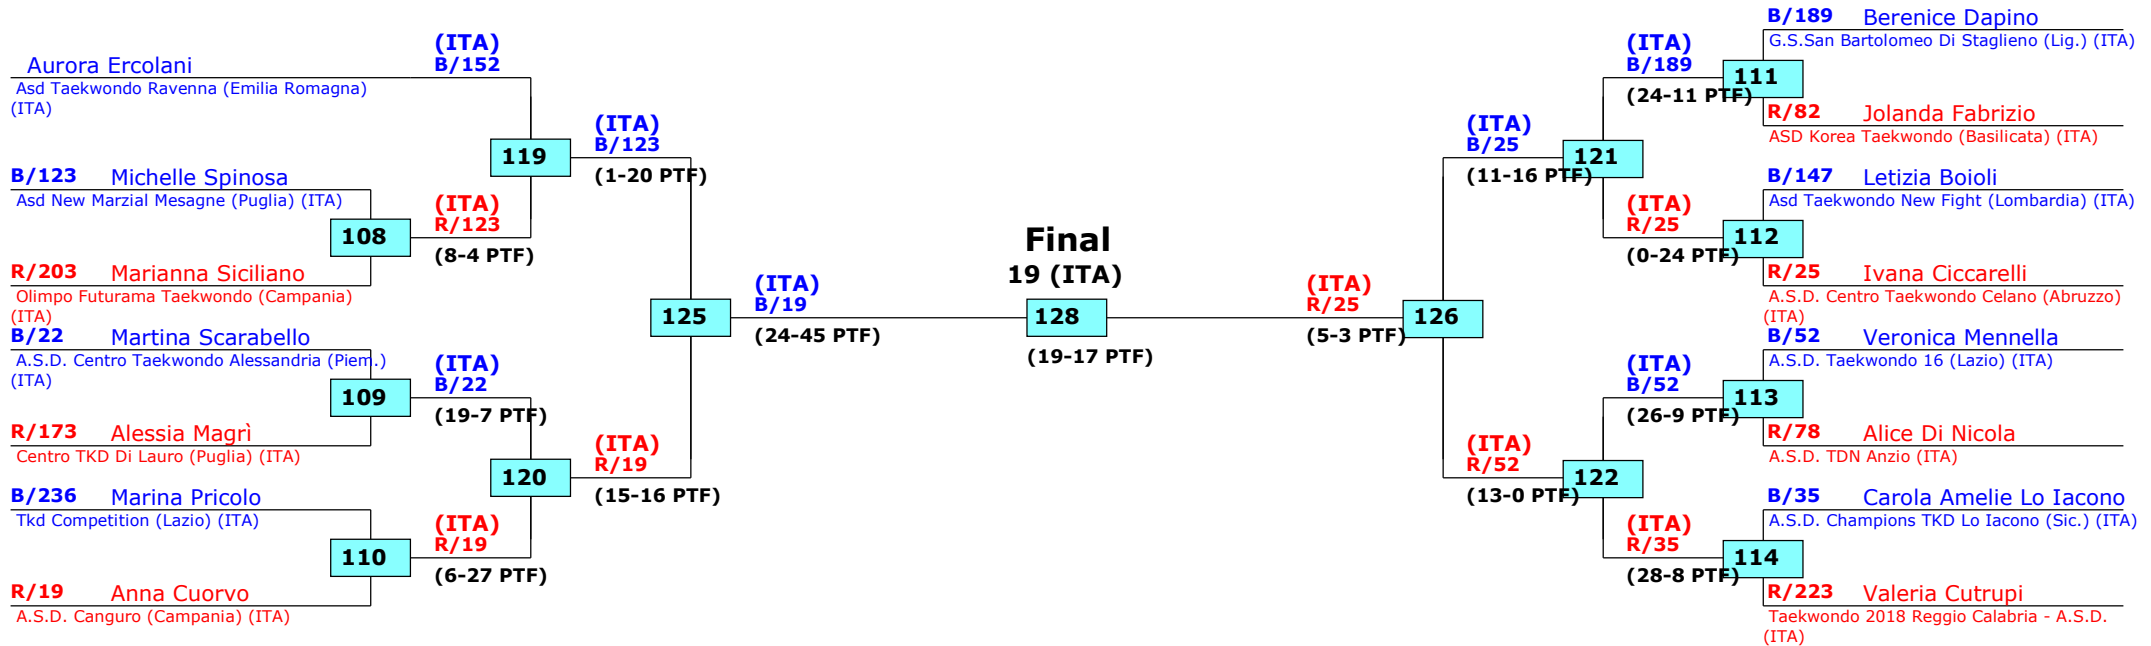 Aurora Ercolani
Asd Taekwondo Ravenna (Emilia Romagna)
(ITA)
B/123 Michelle Spinosa
Asd New Marzial Mesagne (Puglia) (ITA)
R/203 Marianna Siciliano
Olimpo Futurama Taekwondo (Campania)
(ITA)
B/22 Martina Scarabello
A.S.D. Centro Taekwondo Alessandria (Piem.)
(ITA)
R/173 Alessia Magrì
Centro TKD Di Lauro (Puglia) (ITA)
B/236 Marina Pricolo
Tkd Competition (Lazio) (ITA)
R/19 Anna Cuorvo
A.S.D. Canguro (Campania) (ITA)
108
109
110
(ITA)
B/152
(ITA)
R/123
(8-4 PTF)
(ITA)
B/22
(19-7 PTF)
(ITA)
R/19
(6-27 PTF)
119
120
(ITA)
B/123
(1-20 PTF)
(ITA)
R/19
(15-16 PTF)
125
(ITA)
B/19
(24-45 PTF)
Final
19 (ITA)
128
(19-17 PTF)
(ITA)
R/25
(5-3 PTF)
126
(ITA)
B/25
(11-16 PTF)
(ITA)
R/52
(13-0 PTF)
121
122
(ITA)
B/189
(24-11 PTF)
(ITA)
R/25
(0-24 PTF)
(ITA)
B/52
(26-9 PTF)
(ITA)
R/35
(28-8 PTF)
111
112
113
114
B/189 Berenice Dapino
G.S.San Bartolomeo Di Staglieno (Lig.) (ITA)
R/82 Jolanda Fabrizio
ASD Korea Taekwondo (Basilicata) (ITA)
B/147 Letizia Boioli
Asd Taekwondo New Fight (Lombardia) (ITA)
R/25 Ivana Ciccarelli
A.S.D. Centro Taekwondo Celano (Abruzzo)
(ITA)
B/52 Veronica Mennella
A.S.D. Taekwondo 16 (Lazio) (ITA)
R/78 Alice Di Nicola
A.S.D. TDN Anzio (ITA)
B/35 Carola Amelie Lo Iacono
A.S.D. Champions TKD Lo Iacono (Sic.) (ITA)
R/223 Valeria Cutrupi
Taekwondo 2018 Reggio Calabria - A.S.D.
(ITA)